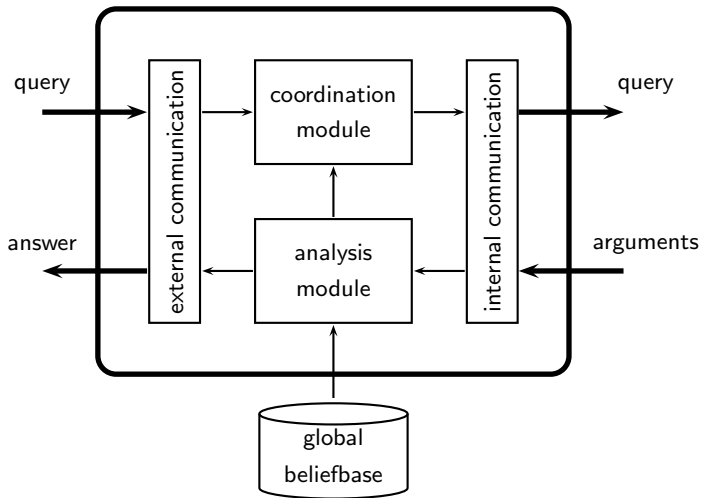 query
query
coordination
module
external communication
internal communication
answer
arguments
analysis
module
global
beliefbase